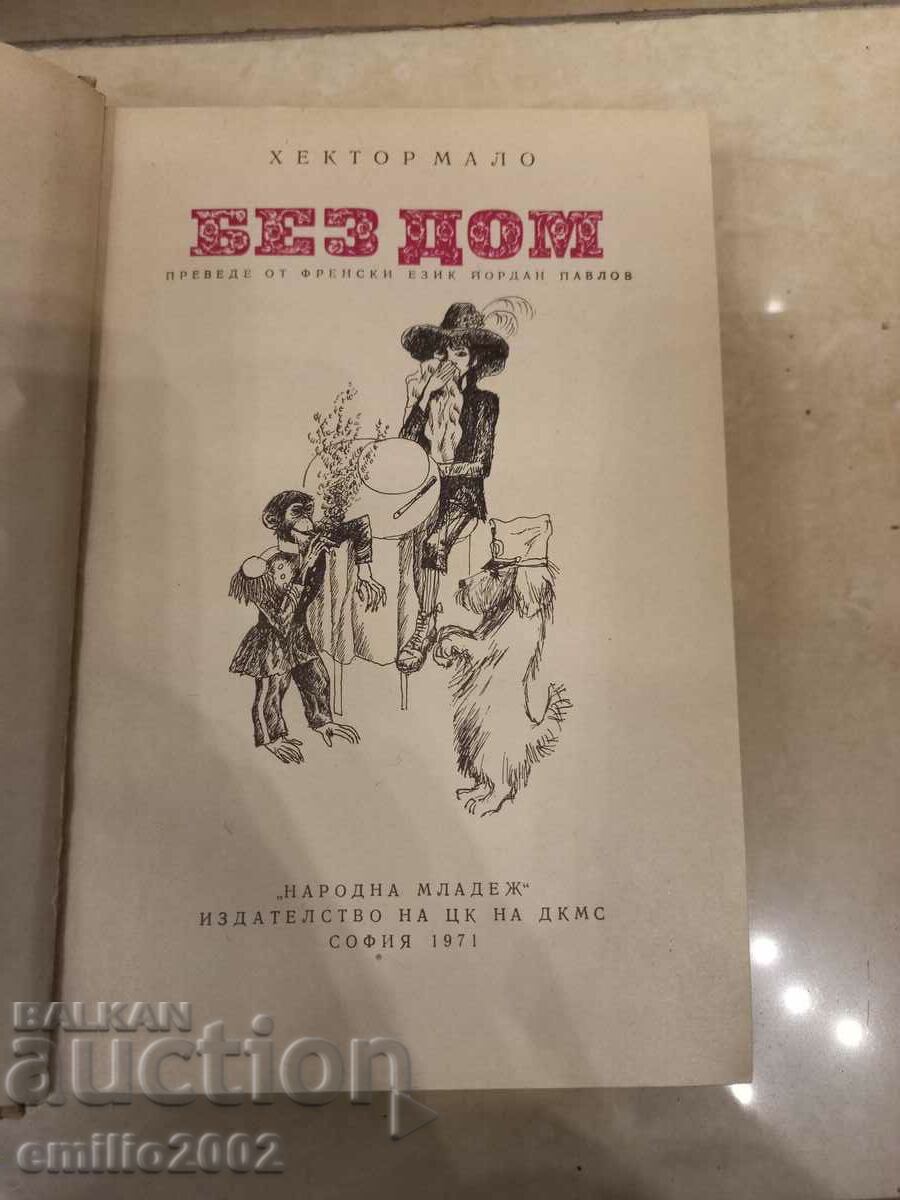 ХЕКТОР МАЛО
БЕЗ ДОМ
ПРЕВЕДЕ ОТ ФРЕНСКИ ЕЗИК ЙОРДАН ПАВЛОВ
„НАРОДНА МЛАДЕЖ“
ИЗДАТЕЛСТВО НА ЦК НА ДКМС
СОФИЯ 1971
BALKAN
auction
emilio2002